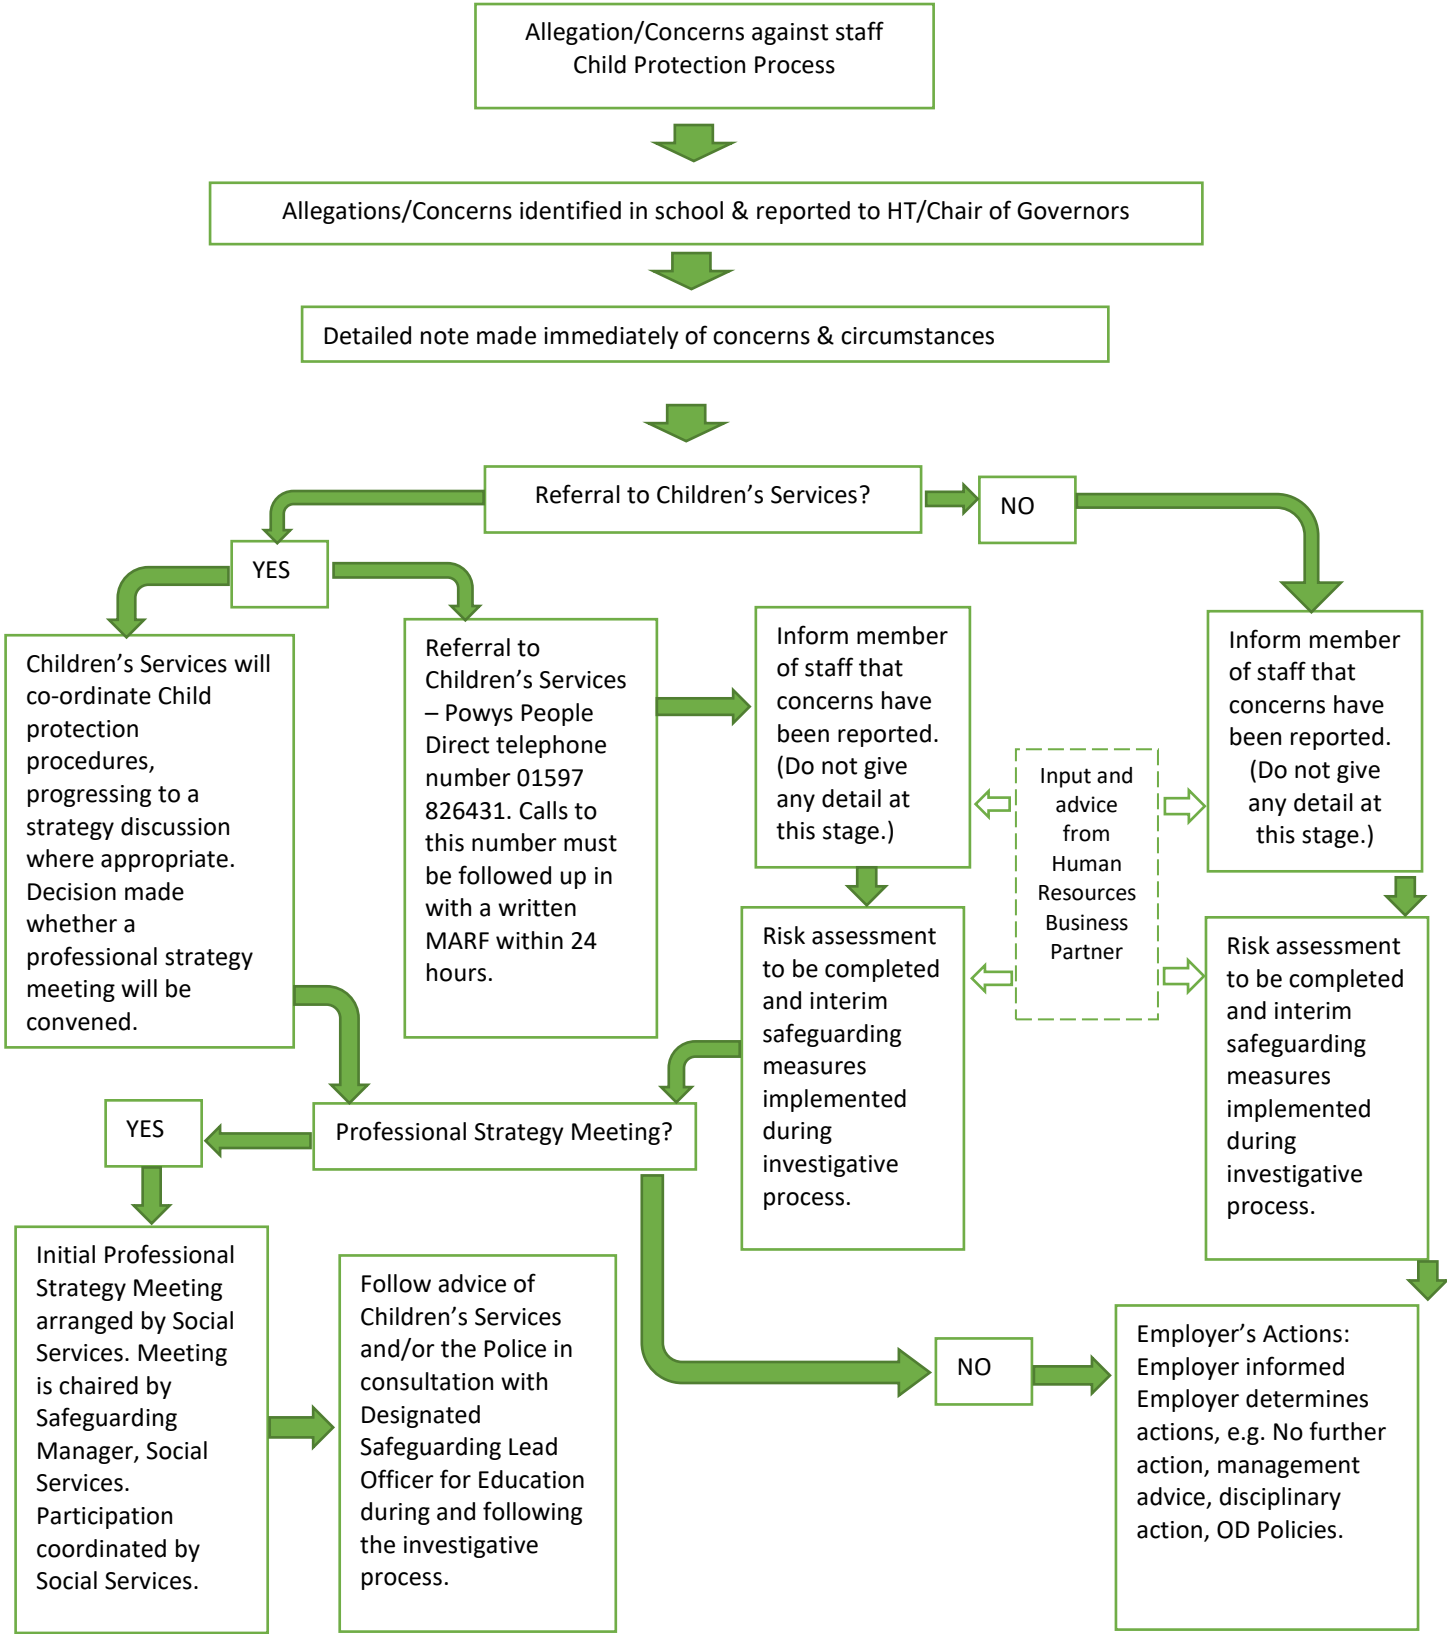 Allegation/Concerns against staff
Child Protection Process
Allegations/Concerns identified in school & reported to HT/Chair of Governors
Detailed note made immediately of concerns & circumstances
Referral to Children’s Services?
NO
YES
Children’s Services will
co-ordinate Child
protection
procedures,
progressing to a
strategy discussion
where appropriate.
Decision made
whether a
professional strategy
meeting will be
convened.
Referral to
Children’s Services
– Powys People
Direct telephone
number 01597
826431. Calls to
this number must
be followed up in
with a written
MARF within 24
hours.
Inform member
of staff that
concerns have
been reported.
(Do not give
any detail at
this stage.)
Input and
advice
from
Human
Resources
Business
Partner
Inform member
of staff that
concerns have
been reported.
(Do not give
any detail at
this stage.)
Risk assessment
to be completed
and interim
safeguarding
measures
implemented
during
investigative
process.
Risk assessment
to be completed
and interim
safeguarding
measures
implemented
during
investigative
process.
Professional Strategy Meeting?
YES
Initial Professional
Strategy Meeting
arranged by Social
Services. Meeting
is chaired by
Safeguarding
Manager, Social
Services.
Participation
coordinated by
Social Services.
Follow advice of
Children’s Services
and/or the Police in
consultation with
Designated
Safeguarding Lead
Officer for Education
during and following
the investigative
process.
NO
Employer’s Actions:
Employer informed
Employer determines
actions, e.g. No further
action, management
advice, disciplinary
action, OD Policies.